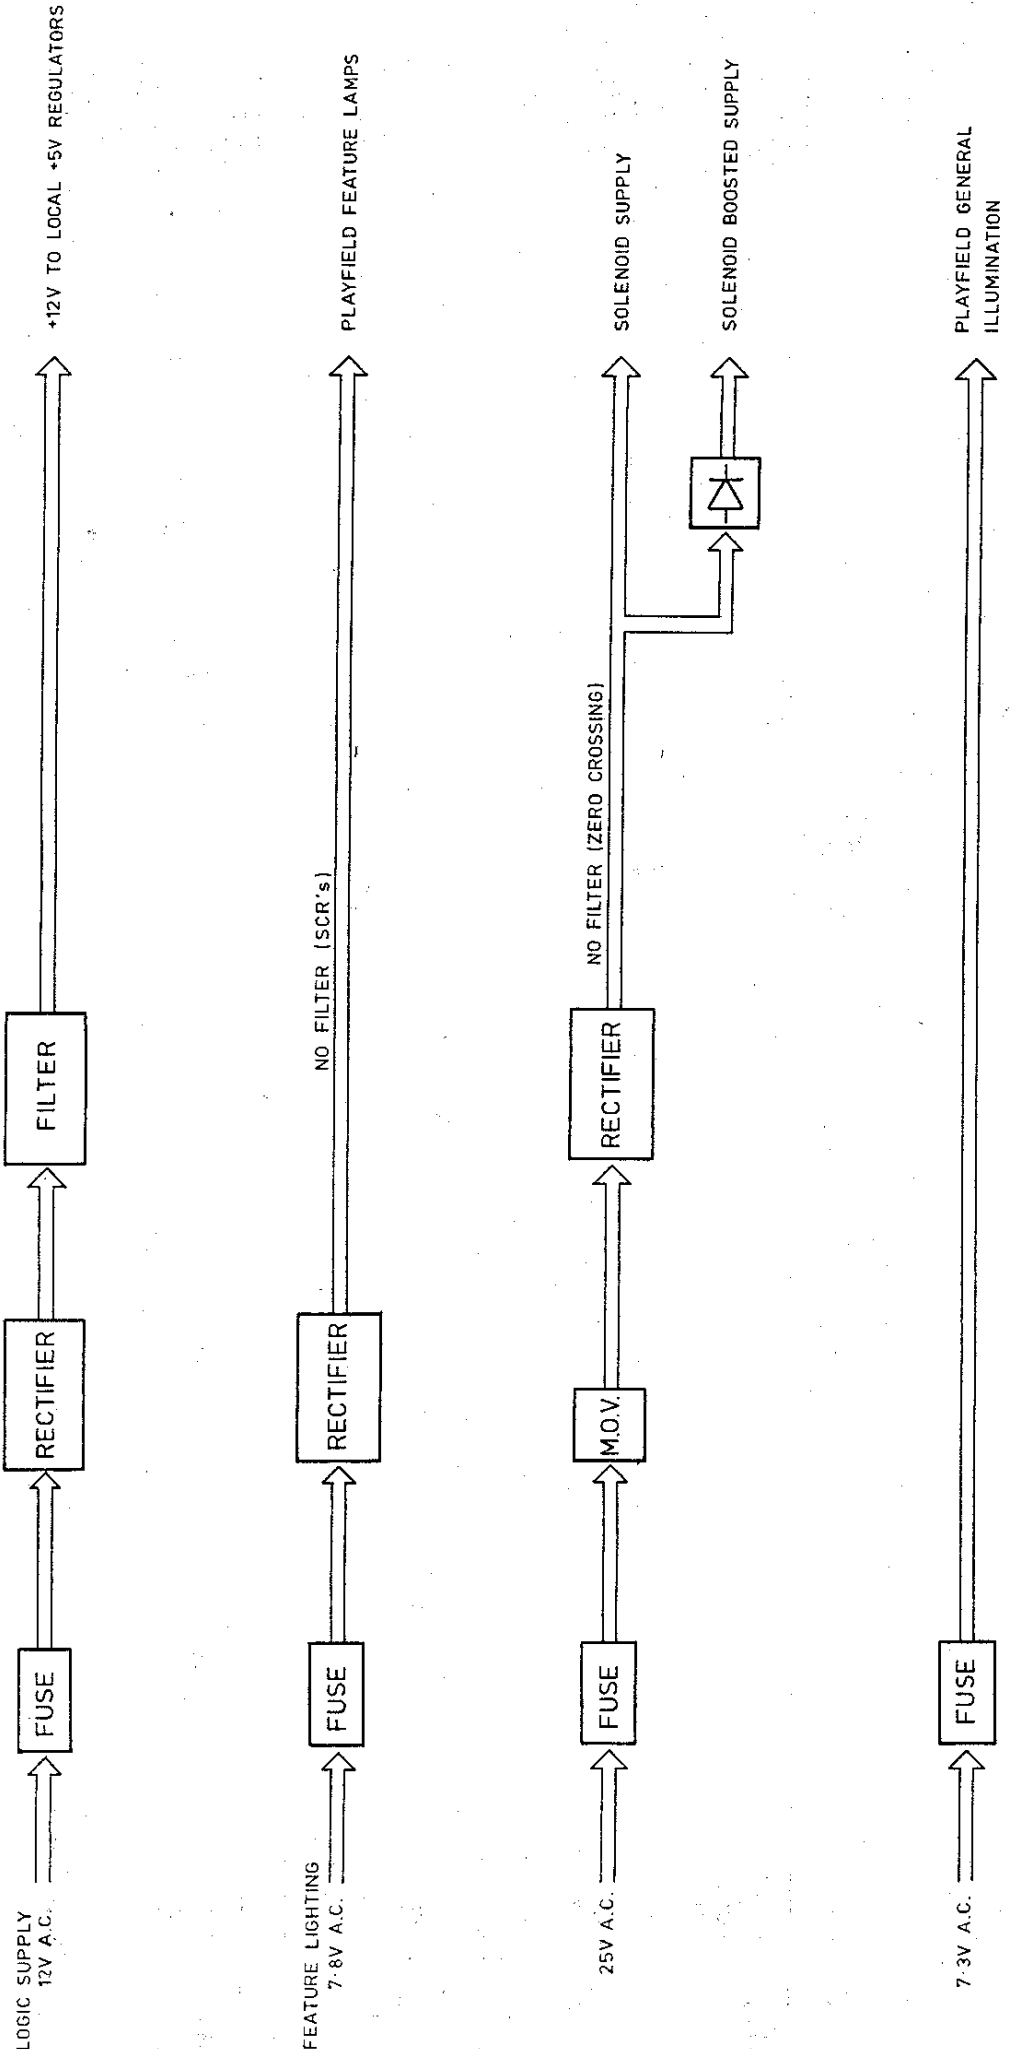 LOGIC SUPPLY
12V A.C.
FUSE
RECTIFIER
FILTER
+12V TO LOCAL +5V REGULATORS
FEATURE LIGHTING
7·8V A.C.
FUSE
RECTIFIER
NO FILTER (SCR's)
PLAYFIELD FEATURE LAMPS
25V A.C.
FUSE
M.O.V.
RECTIFIER
NO FILTER (ZERO CROSSING)
SOLENOID SUPPLY
SOLENOID BOOSTED SUPPLY
7·3V A.C.
FUSE
PLAYFIELD GENERAL
ILLUMINATION